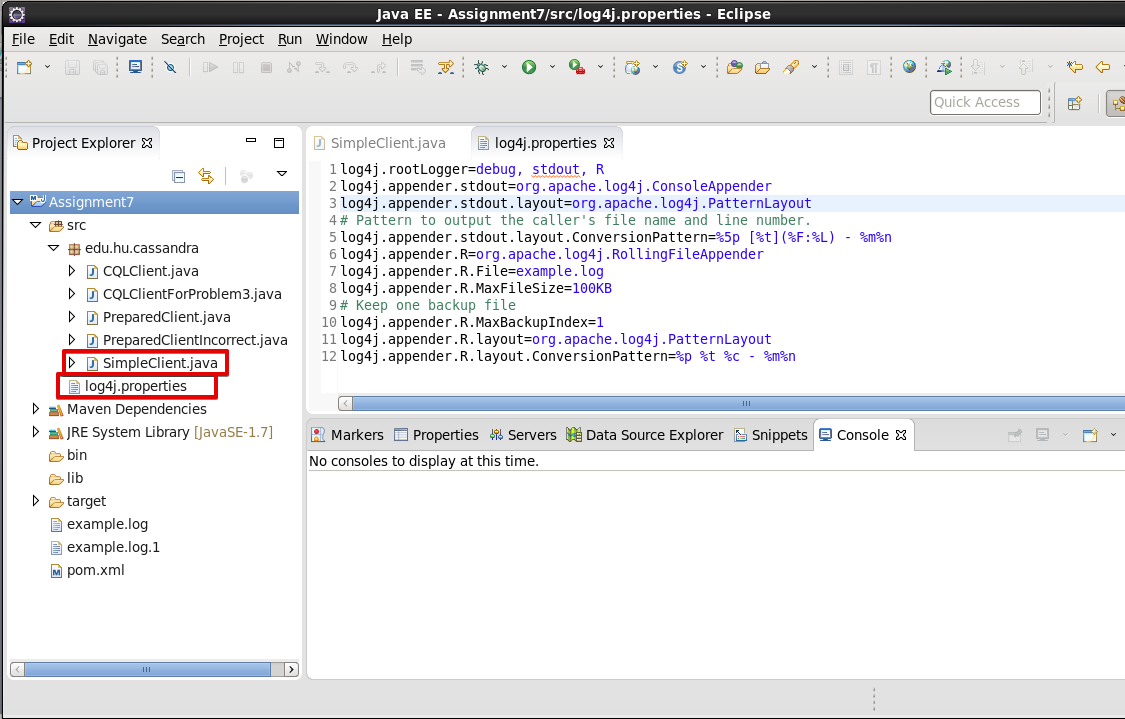 Java EE - Assignment7/src/log4j.properties - Eclipse
File Edit Navigate Search Project Run Window Help
Quick Access
Project Explorer
Assignment7
src
edu.hu.cassandra
CQLClient.java
CQLClientForProblem3.java
PreparedClient.java
PreparedClientIncorrect.java
SimpleClient.java
log4j.properties
Maven Dependencies
JRE System Library [JavaSE-1.7]
bin
lib
target
example.log
example.log.1
pom.xml
SimpleClient.java log4j.properties
1 log4j.rootLogger=debug, stdout, R
2 log4j.appender.stdout=org.apache.log4j.ConsoleAppender
3 log4j.appender.stdout.layout=org.apache.log4j.PatternLayout
4 # Pattern to output the caller's file name and line number.
5 log4j.appender.stdout.layout.ConversionPattern=%5p [%t](%F:%L) - %m%n
6 log4j.appender.R=org.apache.log4j.RollingFileAppender
7 log4j.appender.R.File=example.log
8 log4j.appender.R.MaxFileSize=100KB
9 # Keep one backup file
10 log4j.appender.R.MaxBackupIndex=1
11 log4j.appender.R.layout=org.apache.log4j.PatternLayout
12 log4j.appender.R.layout.ConversionPattern=%p %t %c - %m%n
Markers Properties Servers Data Source Explorer Snippets Console
No consoles to display at this time.